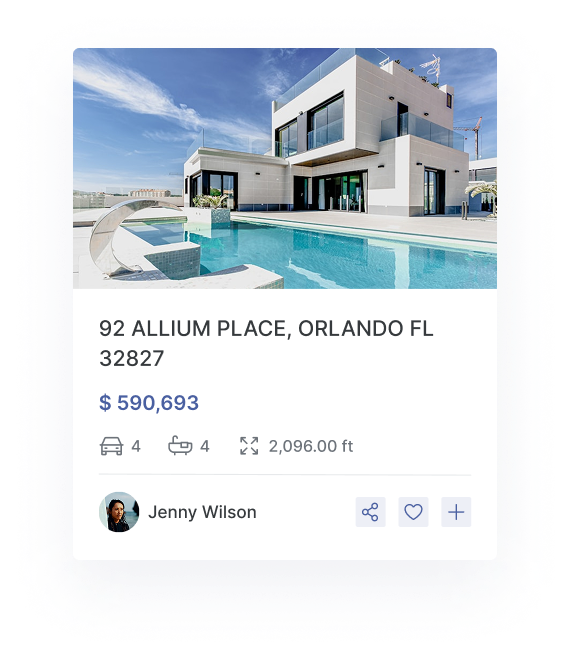 92 ALLIUM PLACE, ORLANDO FL
32827
$ 590,693
4 4 2,096.00 ft
Jenny Wilson